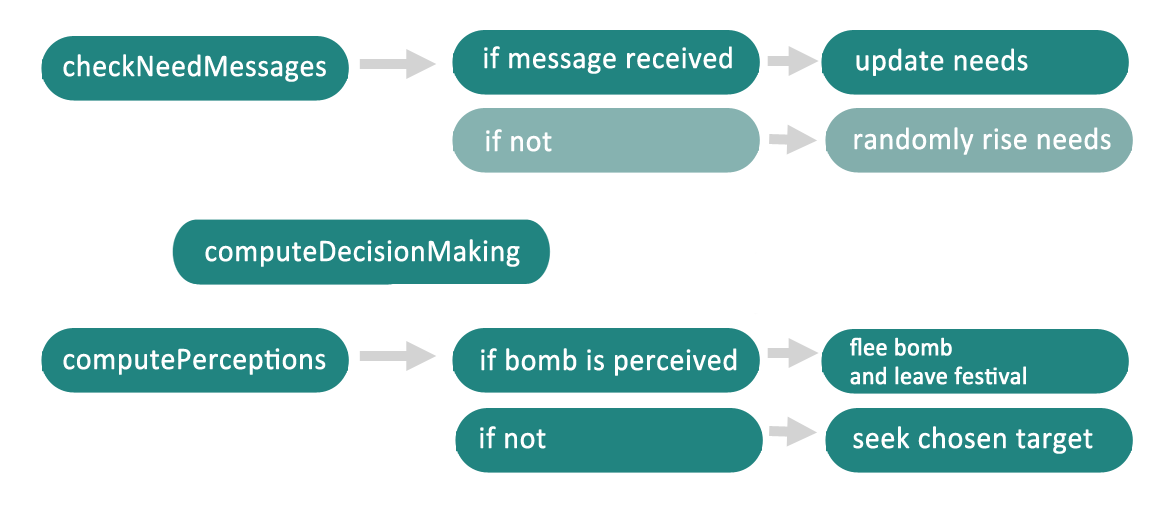 checkNeedMessages
if message received
update needs
if not
randomly rise needs
computeDecisionMaking
computePerceptions
if bomb is perceived
flee bomb
and leave festival
if not
seek chosen target